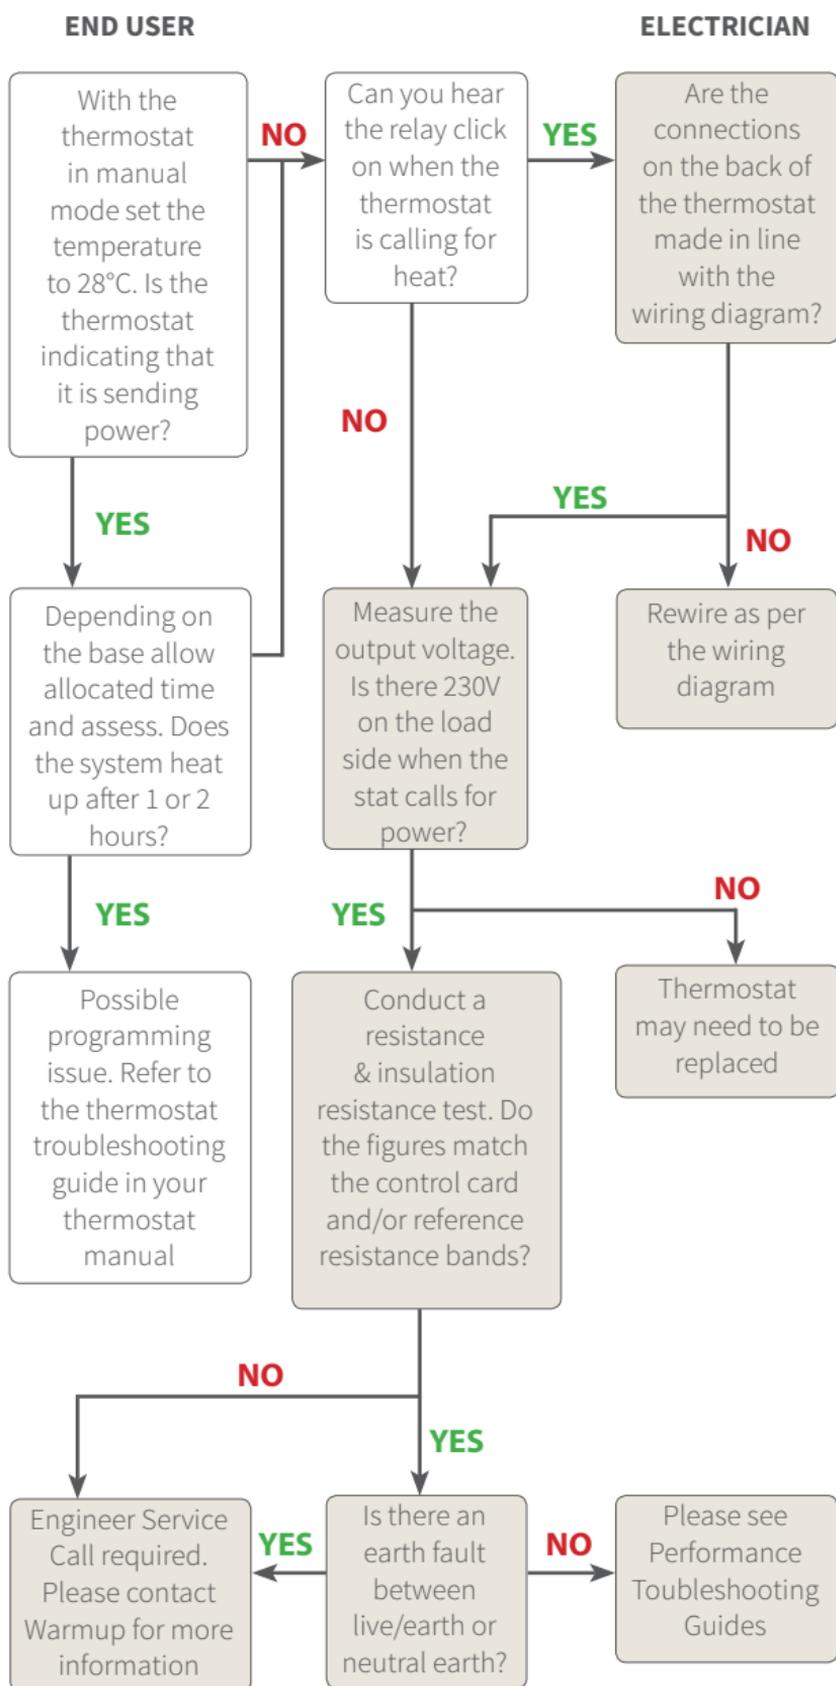 END USER
ELECTRICIAN
With the
thermostat
in manual
mode set the
temperature
to 28°C. Is the
thermostat
indicating that
it is sending
power?
NO
Can you hear
the relay click
on when the
thermostat
is calling for
heat?
YES
Are the
connections
on the back of
the thermostat
made in line
with the
wiring diagram?
NO
YES
YES
NO
Depending on
the base allow
allocated time
and assess. Does
the system heat
up after 1 or 2
hours?
Measure the
output voltage.
Is there 230V
on the load
side when the
stat calls for
power?
Rewire as per
the wiring
diagram
YES
YES
NO
Possible
programming
issue. Refer to
the thermostat
troubleshooting
guide in your
thermostat
manual
Conduct a
resistance
& insulation
resistance test. Do
the figures match
the control card
and/or reference
resistance bands?
Thermostat
may need to be
replaced
NO
YES
Engineer Service
Call required.
Please contact
Warmup for more
information
YES
Is there an
earth fault
between
live/earth or
neutral earth?
NO
Please see
Performance
Toubleshooting
Guides